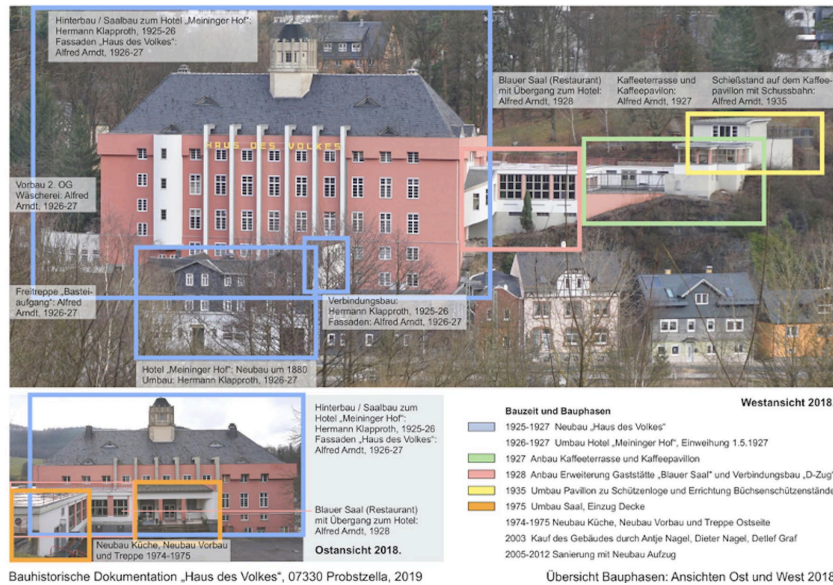 Hinterbau / Saalbau zum Hotel „Meininger Hof":
Hermann Klapproth, 1925-26
Fassaden „Haus des Volkes":
Alfred Arndt, 1926-27
Blauer Saal (Restaurant)
mit Übergang zum Hotel:
Alfred Arndt, 1928
Kaffeeterrasse und
Kaffeepavilon:
Alfred Arndt, 1927
Schießstand auf dem Kaffee-
pavillon mit Schussbahn:
Alfred Arndt, 1935
HAUS DES VOLKES
Vorbau 2. OG
Wäscherei: Alfred
Arndt, 1926-27
Freitreppe „Bastei-
aufgang": Alfred
Arndt, 1926-27
Verbindungsbau:
Hermann Klapproth, 1925-26
Fassaden: Alfred Arndt, 1926-27
Hotel „Meininger Hof": Neubau um 1880
Umbau: Hermann Klapproth, 1926-27
Westansicht 2018.
Hinterbau / Saalbau zum
Hotel „Meininger Hof":
Hermann Klapproth, 1925-26
Fassaden „Haus des Volkes":
Alfred Arndt, 1926-27
Blauer Saal (Restaurant)
mit Übergang zum Hotel:
Alfred Arndt, 1928
Ostansicht 2018.
Neubau Küche, Neubau Vorbau
und Treppe 1974-1975
Bauzeit und Bauphasen
1925-1927 Neubau „Haus des Volkes"
1926-1927 Umbau Hotel „Meininger Hof", Einweihung 1.5.1927
1927 Anbau Kaffeeterrasse und Kaffeepavillon
1928 Anbau Erweiterung Gaststätte „Blauer Saal" und Verbindungsbau „D-Zug"
1935 Umbau Pavillon zu Schützenloge und Errichtung Büchsenschützenstände
1975 Umbau Saal, Einzug Decke
1974-1975 Neubau Küche, Neubau Vorbau und Treppe Ostseite
2003 Kauf des Gebäudes durch Antje Nagel, Dieter Nagel, Detlef Graf
2005-2012 Sanierung mit Neubau Aufzug
Bauhistorische Dokumentation „Haus des Volkes", 07330 Probstzella, 2019
Übersicht Bauphasen: Ansichten Ost und West 2018